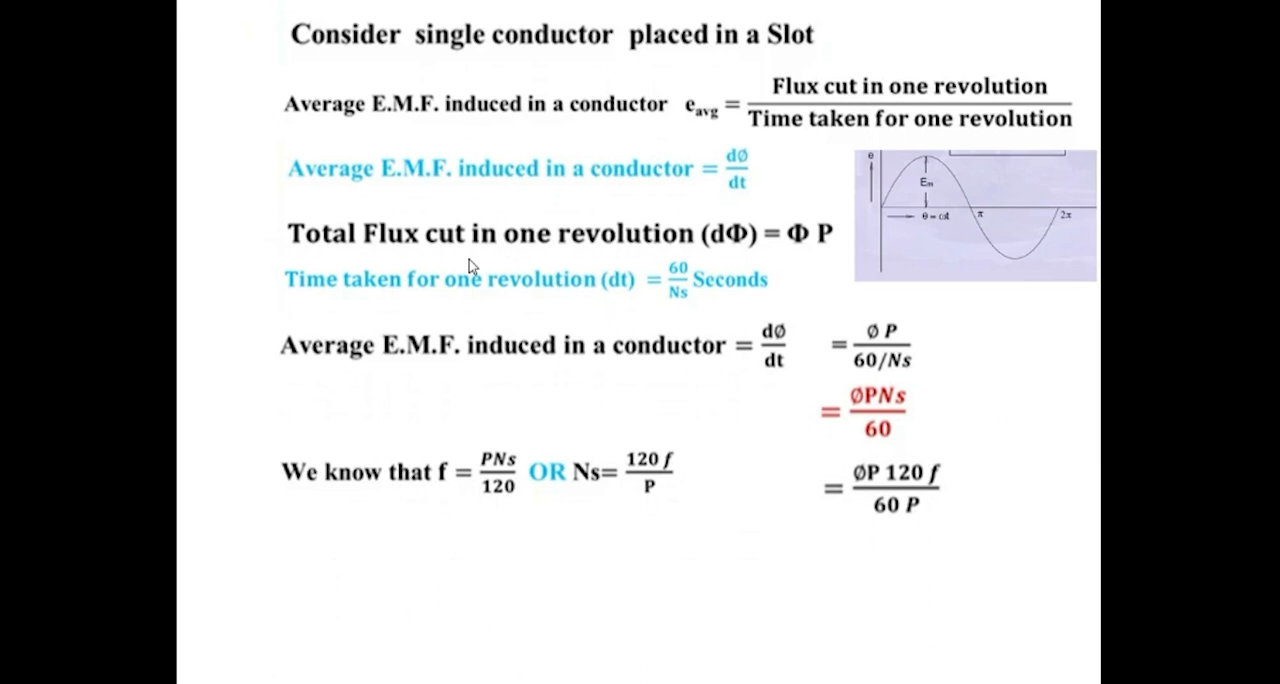 Consider single conductor placed in a Slot
Average E.M.F. induced in a conductor e_avg = Flux cut in one revolution / Time taken for one revolution
Average E.M.F. induced in a conductor = dØ / dt
e
Em
θ = ωt
π
2π
Total Flux cut in one revolution (dΦ) = Φ P
Time taken for one revolution (dt) = 60 / Ns Seconds
Average E.M.F. induced in a conductor = dØ / dt = Ø P / 60/Ns
= ØPNs / 60
We know that f = PNs / 120 OR Ns= 120 f / P
= ØP 120 f / 60 P